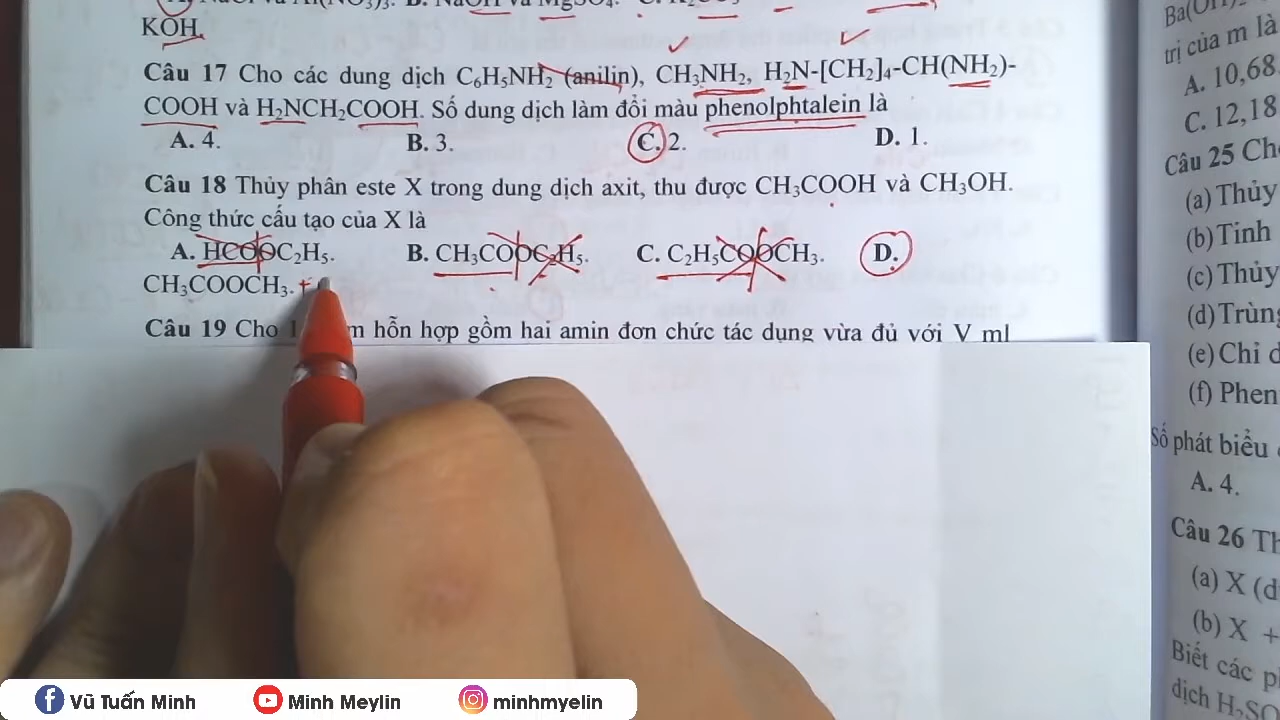 KOH.
Câu 17 Cho các dung dịch C₆H₅NH₂ (anilin), CH₃NH₂, H₂N-[CH₂]₄-CH(NH₂)-
COOH và H₂NCH₂COOH. Số dung dịch làm đổi màu phenolphtalein là
A. 4. B. 3. C. 2. D. 1.
Câu 18 Thủy phân este X trong dung dịch axit, thu được CH₃COOH và CH₃OH.
Công thức cấu tạo của X là
A. HCOOC₂H₅. B. CH₃COOC₂H₅. C. C₂H₅COOCH₃. D.
CH₃COOCH₃. +
Câu 19 Cho hỗn hợp gồm hai amin đơn chức tác dụng vừa đủ với V ml
trị của m là
A. 10,68.
C. 12,18
Câu 25
(a) Thủy
(b) Tinh
(c) Thủy
(d) Trùng
(e) Chỉ
(f) Phen
Số phát biểu
A. 4.
Câu 26
(a) X
(b) X +
Biết các
dịch
Vũ Tuấn Minh Minh Meylin minhmyelin